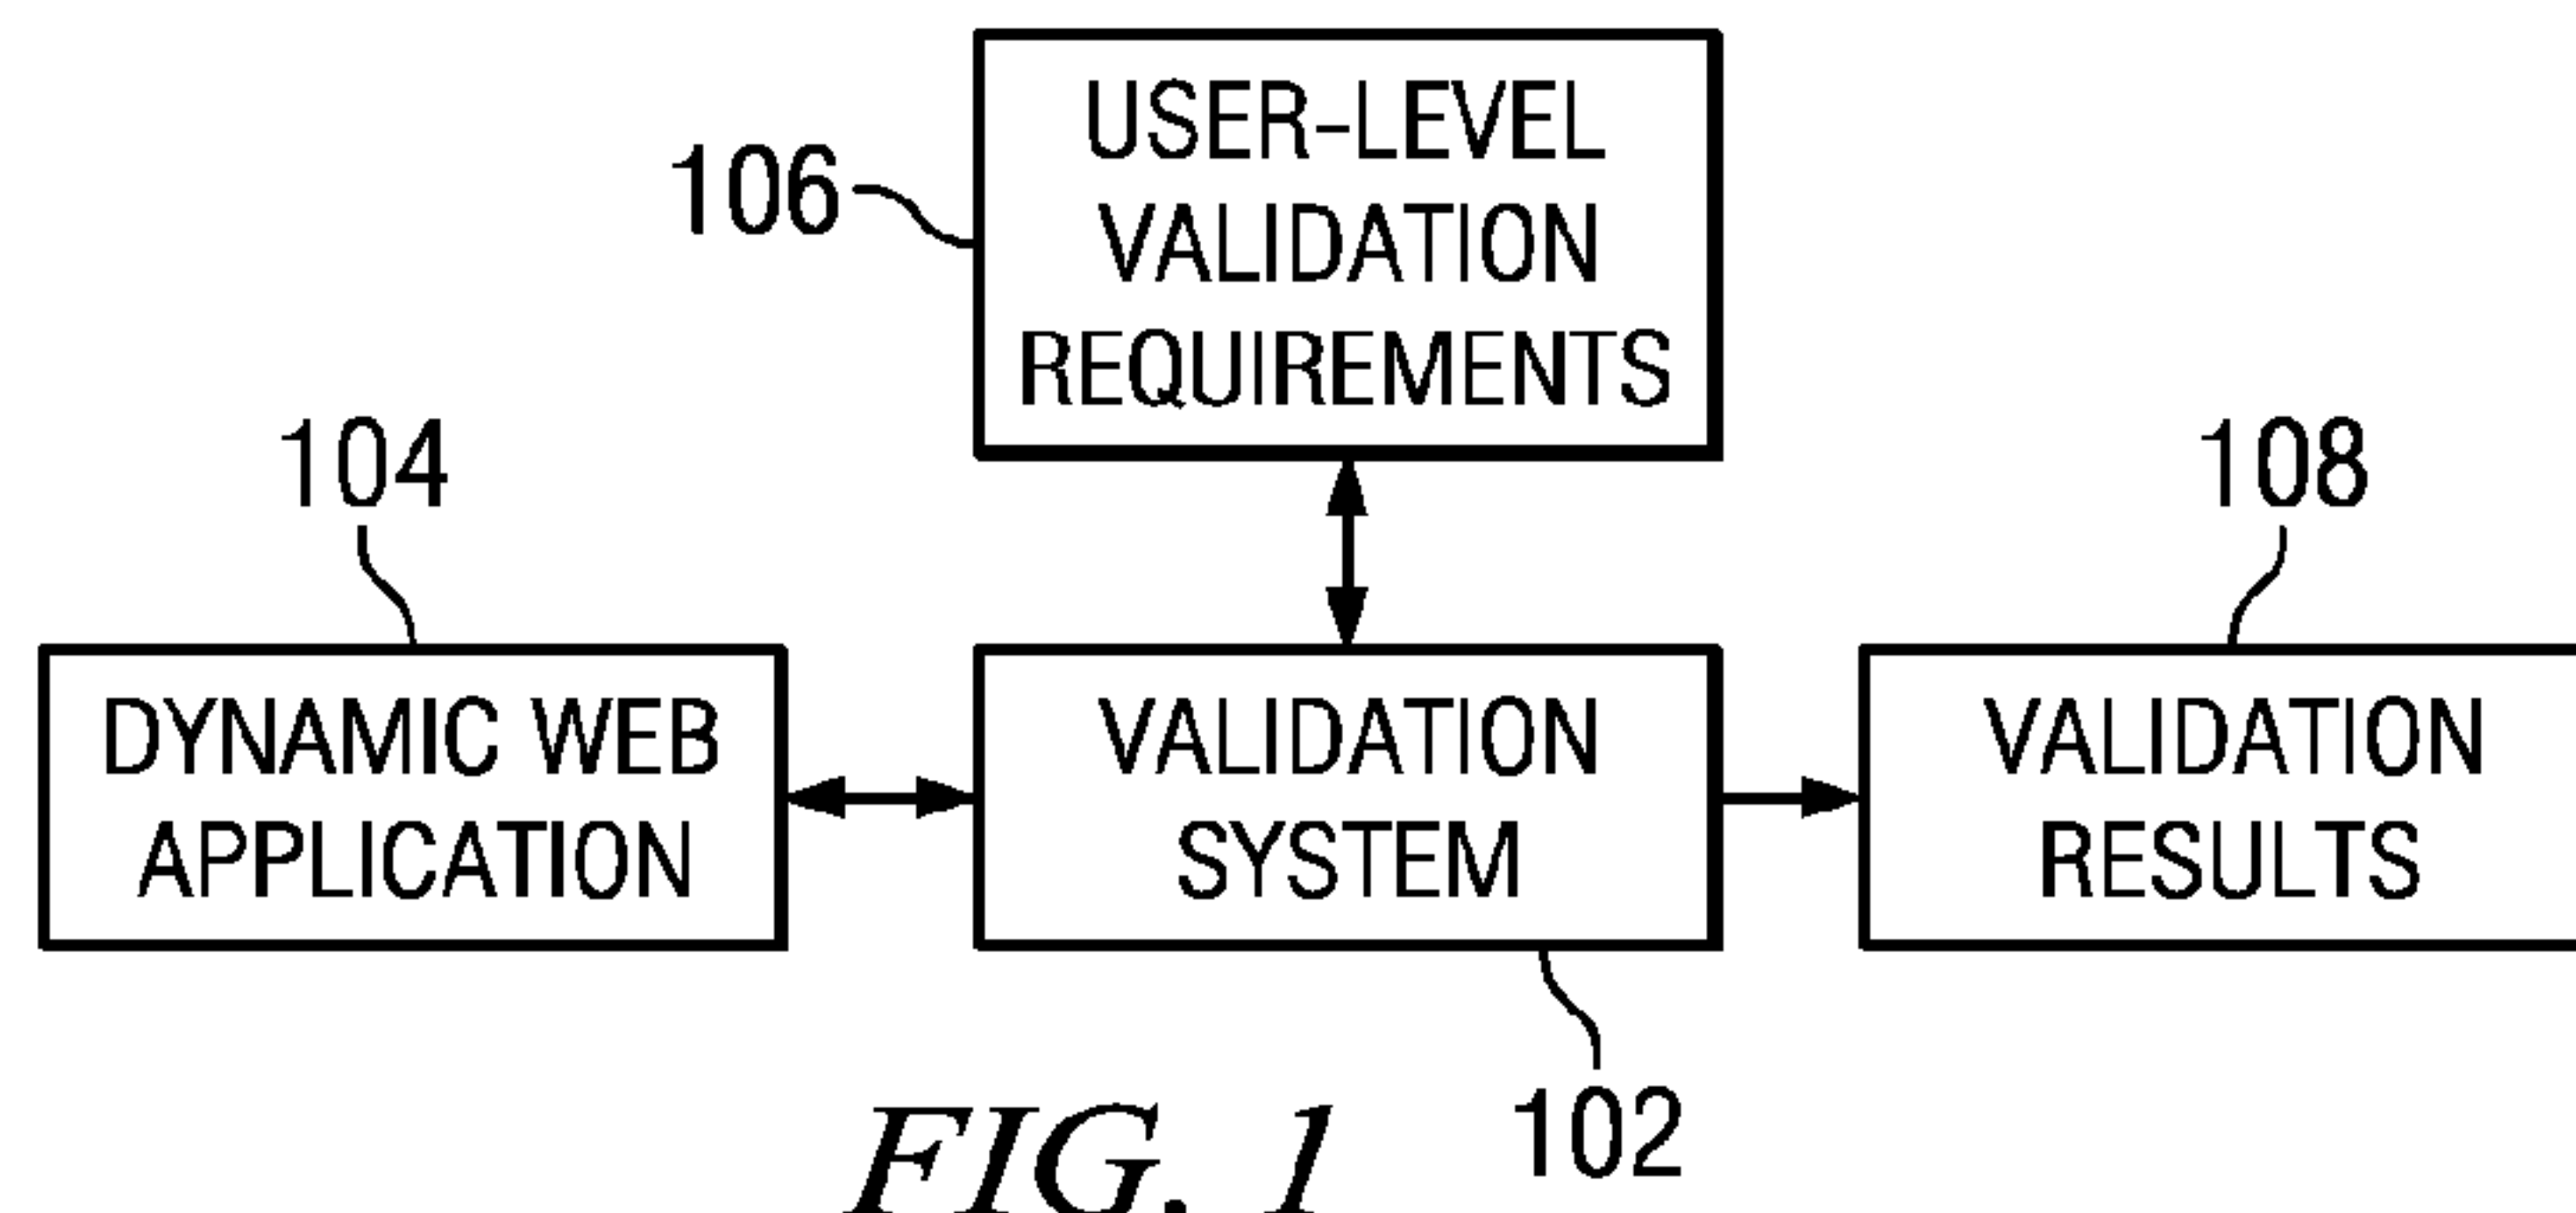 USER-LEVEL
VALIDATION
REQUIREMENTS
106
104
108
DYNAMIC WEB
APPLICATION
VALIDATION
SYSTEM
VALIDATION
RESULTS
102
FIG. 1